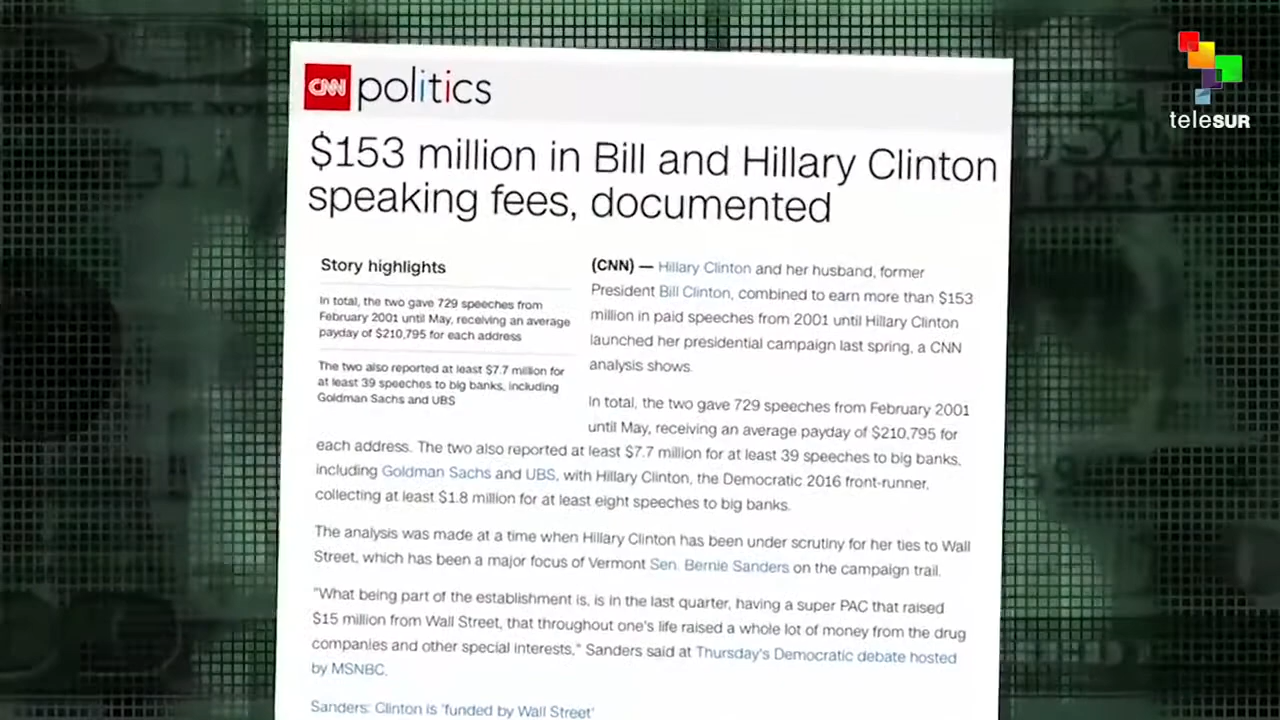 CNN politics
teleSUR
$153 million in Bill and Hillary Clinton
speaking fees, documented
Story highlights
In total, the two gave 729 speeches from
February 2001 until May, receiving an average
payday of $210,795 for each address
The two also reported at least $7.7 million for
at least 39 speeches to big banks, including
Goldman Sachs and UBS
(CNN) — Hillary Clinton and her husband, former
President Bill Clinton, combined to earn more than $153
million in paid speeches from 2001 until Hillary Clinton
launched her presidential campaign last spring, a CNN
analysis shows.
In total, the two gave 729 speeches from February 2001
until May, receiving an average payday of $210,795 for
each address. The two also reported at least $7.7 million for at least 39 speeches to big banks,
including Goldman Sachs and UBS, with Hillary Clinton, the Democratic 2016 front-runner,
collecting at least $1.8 million for at least eight speeches to big banks.
The analysis was made at a time when Hillary Clinton has been under scrutiny for her ties to Wall
Street, which has been a major focus of Vermont Sen. Bernie Sanders on the campaign trail.
"What being part of the establishment is, is in the last quarter, having a super PAC that raised
$15 million from Wall Street, that throughout one's life raised a whole lot of money from the drug
companies and other special interests," Sanders said at Thursday's Democratic debate hosted
by MSNBC.
Sanders: Clinton is 'funded by Wall Street'